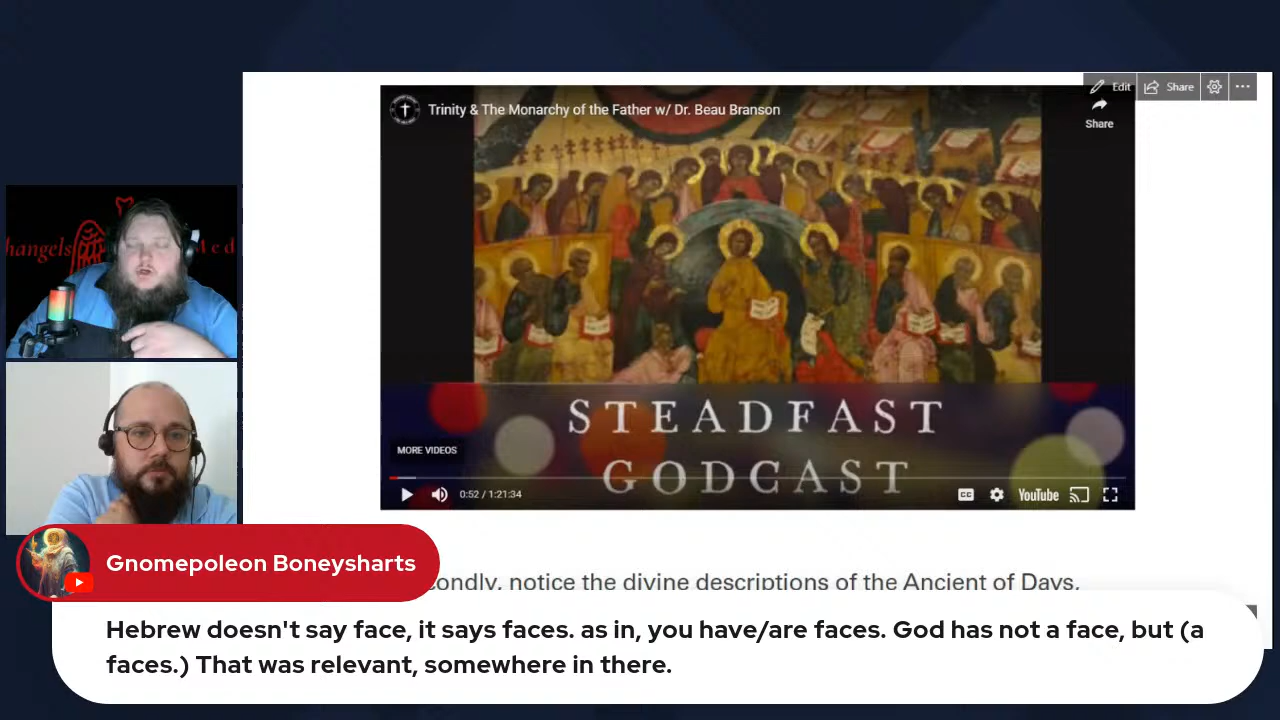 Edit
Share
Trinity & The Monarchy of the Father w/ Dr. Beau Branson
Share
STEADFAST
MORE VIDEOS
GODCAST
0:52 / 1:21:34
CC
YouTube
Gnomepoleon Boneysharts
notice the divine descriptions of the Ancient of Days.
Hebrew doesn't say face, it says faces. as in, you have/are faces. God has not a face, but (a
faces.) That was relevant, somewhere in there.